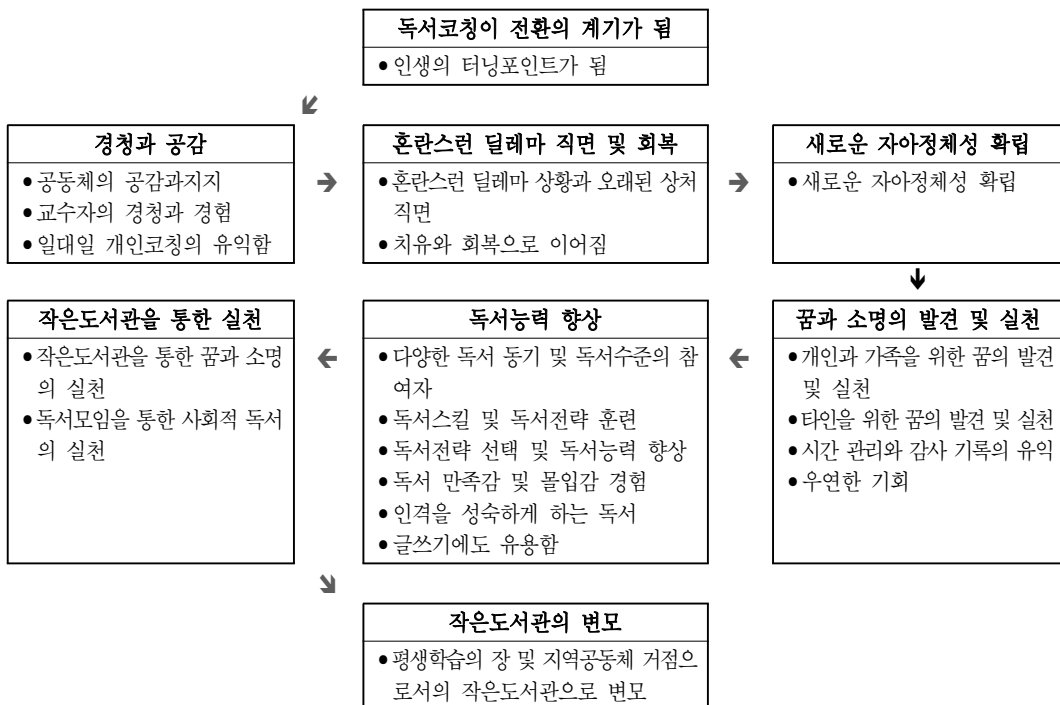 독서코칭이 전환의 계기가 됨
●인생의 터닝포인트가 됨
↙
경청과 공감
●공동체의 공감과지지
●교수자의 경청과 경험
●일대일 개인코칭의 유익함
→
혼란스런 딜레마 직면 및 회복
●혼란스런 딜레마 상황과 오래된 상처
직면
●치유와 회복으로 이어짐
→
새로운 자아정체성 확립
●새로운 자아정체성 확립
↓
꿈과 소명의 발견 및 실천
●개인과 가족을 위한 꿈의 발견
및 실천
●타인을 위한 꿈의 발견 및 실천
●시간 관리와 감사 기록의 유익
●우연한 기회
←
독서능력 향상
●다양한 독서 동기 및 독서수준의 참
여자
●독서스킬 및 독서전략 훈련
●독서전략 선택 및 독서능력 향상
●독서 만족감 및 몰입감 경험
●인격을 성숙하게 하는 독서
●글쓰기에도 유용함
←
작은도서관을 통한 실천
●작은도서관을 통한 꿈과 소명
의 실천
●독서모임을 통한 사회적 독서
의 실천
↘
작은도서관의 변모
●평생학습의 장 및 지역공동체 거점으
로서의 작은도서관으로 변모